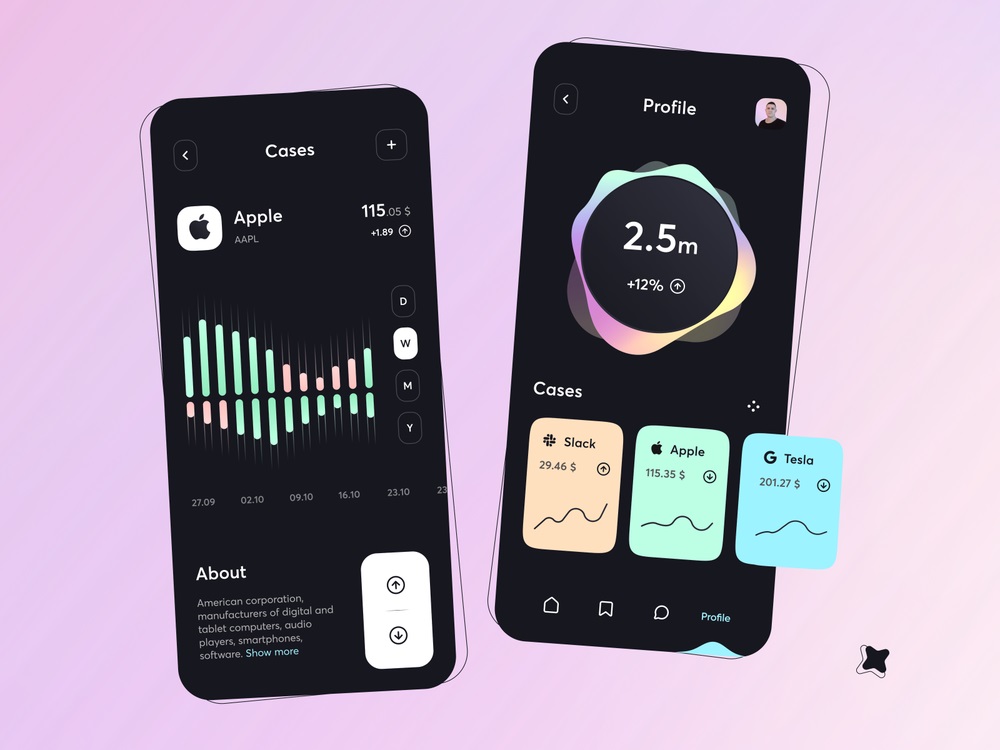 Cases
Apple
AAPL
115.05 $
+1.89
D
W
M
Y
27.09 02.10 09.10 16.10 23.10 23
About
American corporation,
manufacturers of digital and
tablet computers, audio
players, smartphones,
software. Show more
Profile
2.5m
+12%
Cases
Slack
29.46 $
Apple
115.35 $
Tesla
201.27 $
Profile